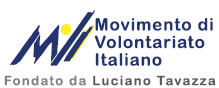 Movimento di
Volontariato
Italiano
Fondato da Luciano Tavazza